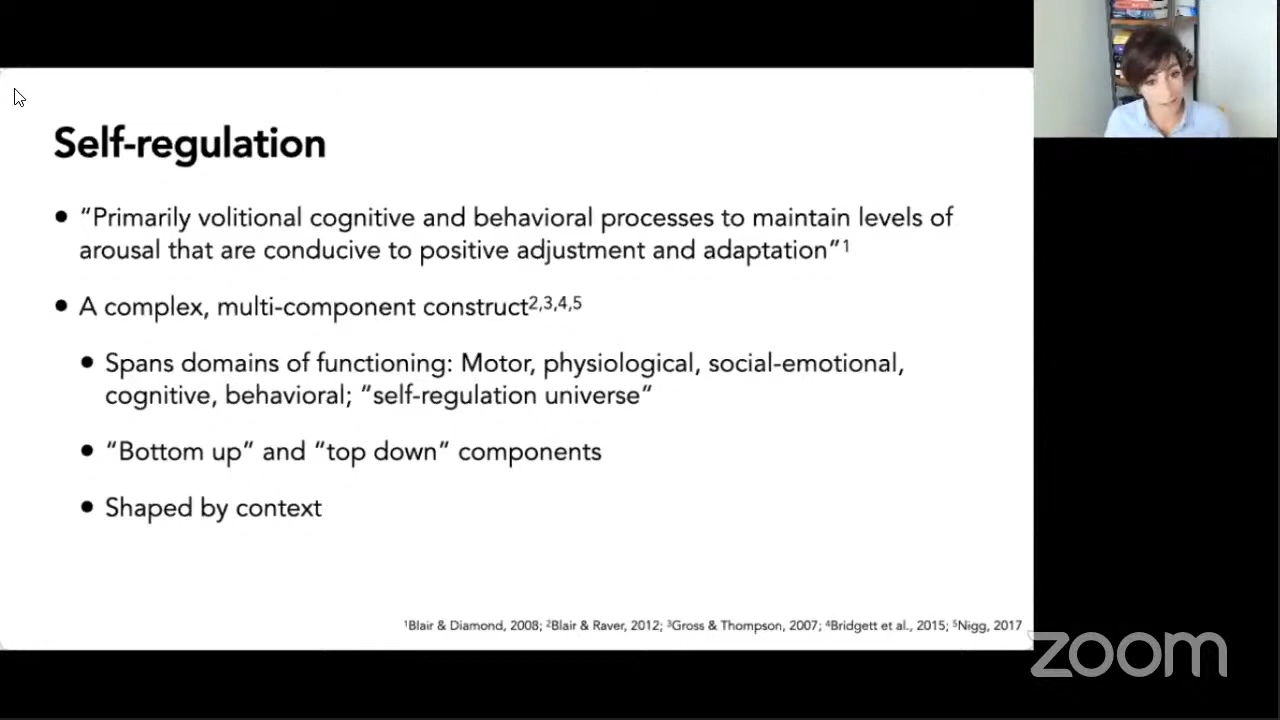 Self-regulation
• “Primarily volitional cognitive and behavioral processes to maintain levels of
arousal that are conducive to positive adjustment and adaptation”1
• A complex, multi-component construct2,3,4,5
• Spans domains of functioning: Motor, physiological, social-emotional,
cognitive, behavioral; “self-regulation universe”
• “Bottom up” and “top down” components
• Shaped by context
1Blair & Diamond, 2008; 2Blair & Raver, 2012; 3Gross & Thompson, 2007; 4Bridgett et al., 2015; 5Nigg, 2017
zoom